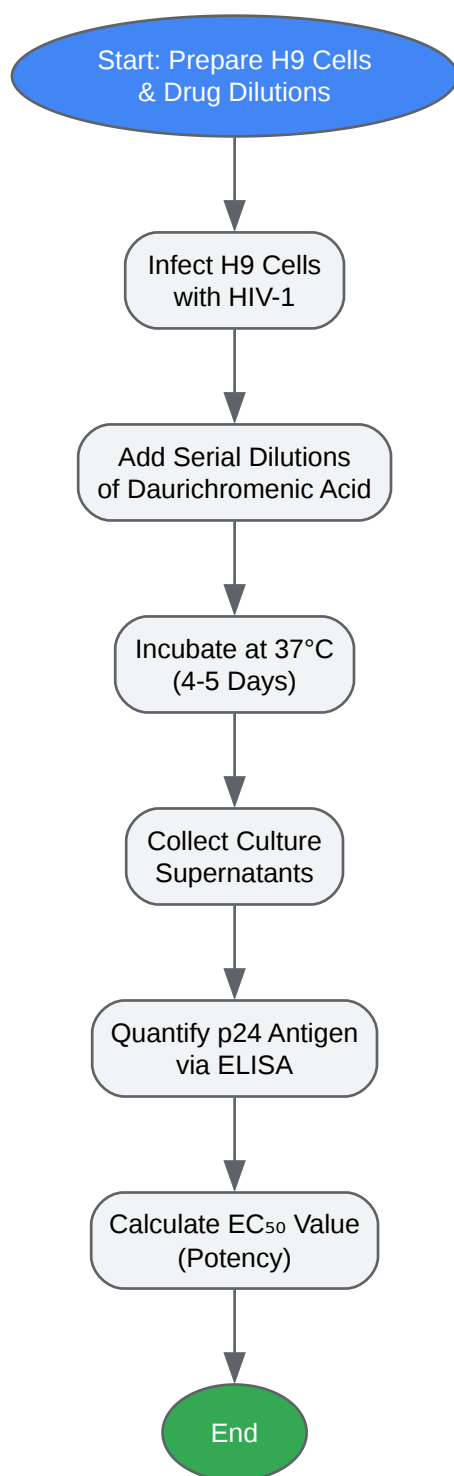 Start: Prepare H9 Cells
& Drug Dilutions
Infect H9 Cells
with HIV-1
Add Serial Dilutions
of Daurichromenic Acid
Incubate at 37°C
(4-5 Days)
Collect Culture
Supernatants
Quantify p24 Antigen
via ELISA
Calculate EC₅₀ Value
(Potency)
End